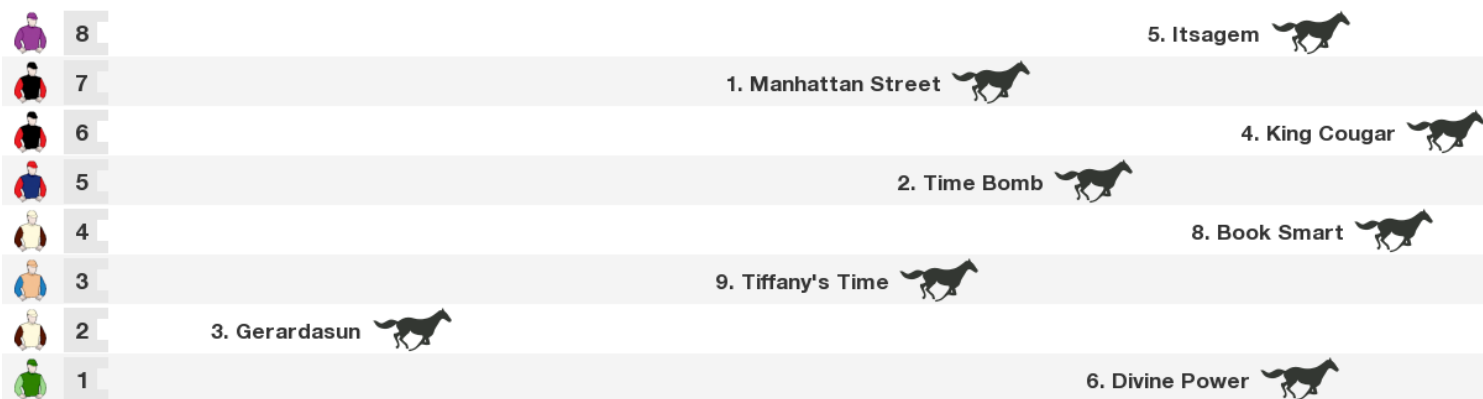 8 5. Itsagem
7 1. Manhattan Street
6 4. King Cougar
5 2. Time Bomb
4 8. Book Smart
3 9. Tiffany's Time
2 3. Gerardasun
1 6. Divine Power